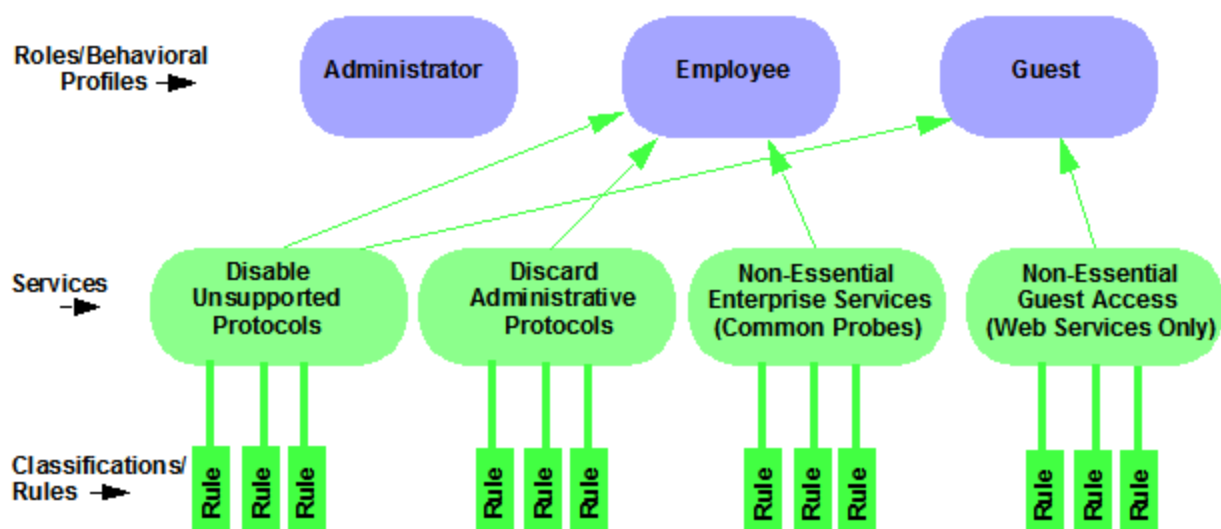 Roles/Behavioral
Profiles
Administrator
Employee
Guest
Services
Disable
Unsupported
Protocols
Discard
Administrative
Protocols
Non-Essential
Enterprise Services
(Common Probes)
Non-Essential
Guest Access
(Web Services Only)
Classifications/
Rules
Rule
Rule
Rule
Rule
Rule
Rule
Rule
Rule
Rule
Rule
Rule
Rule